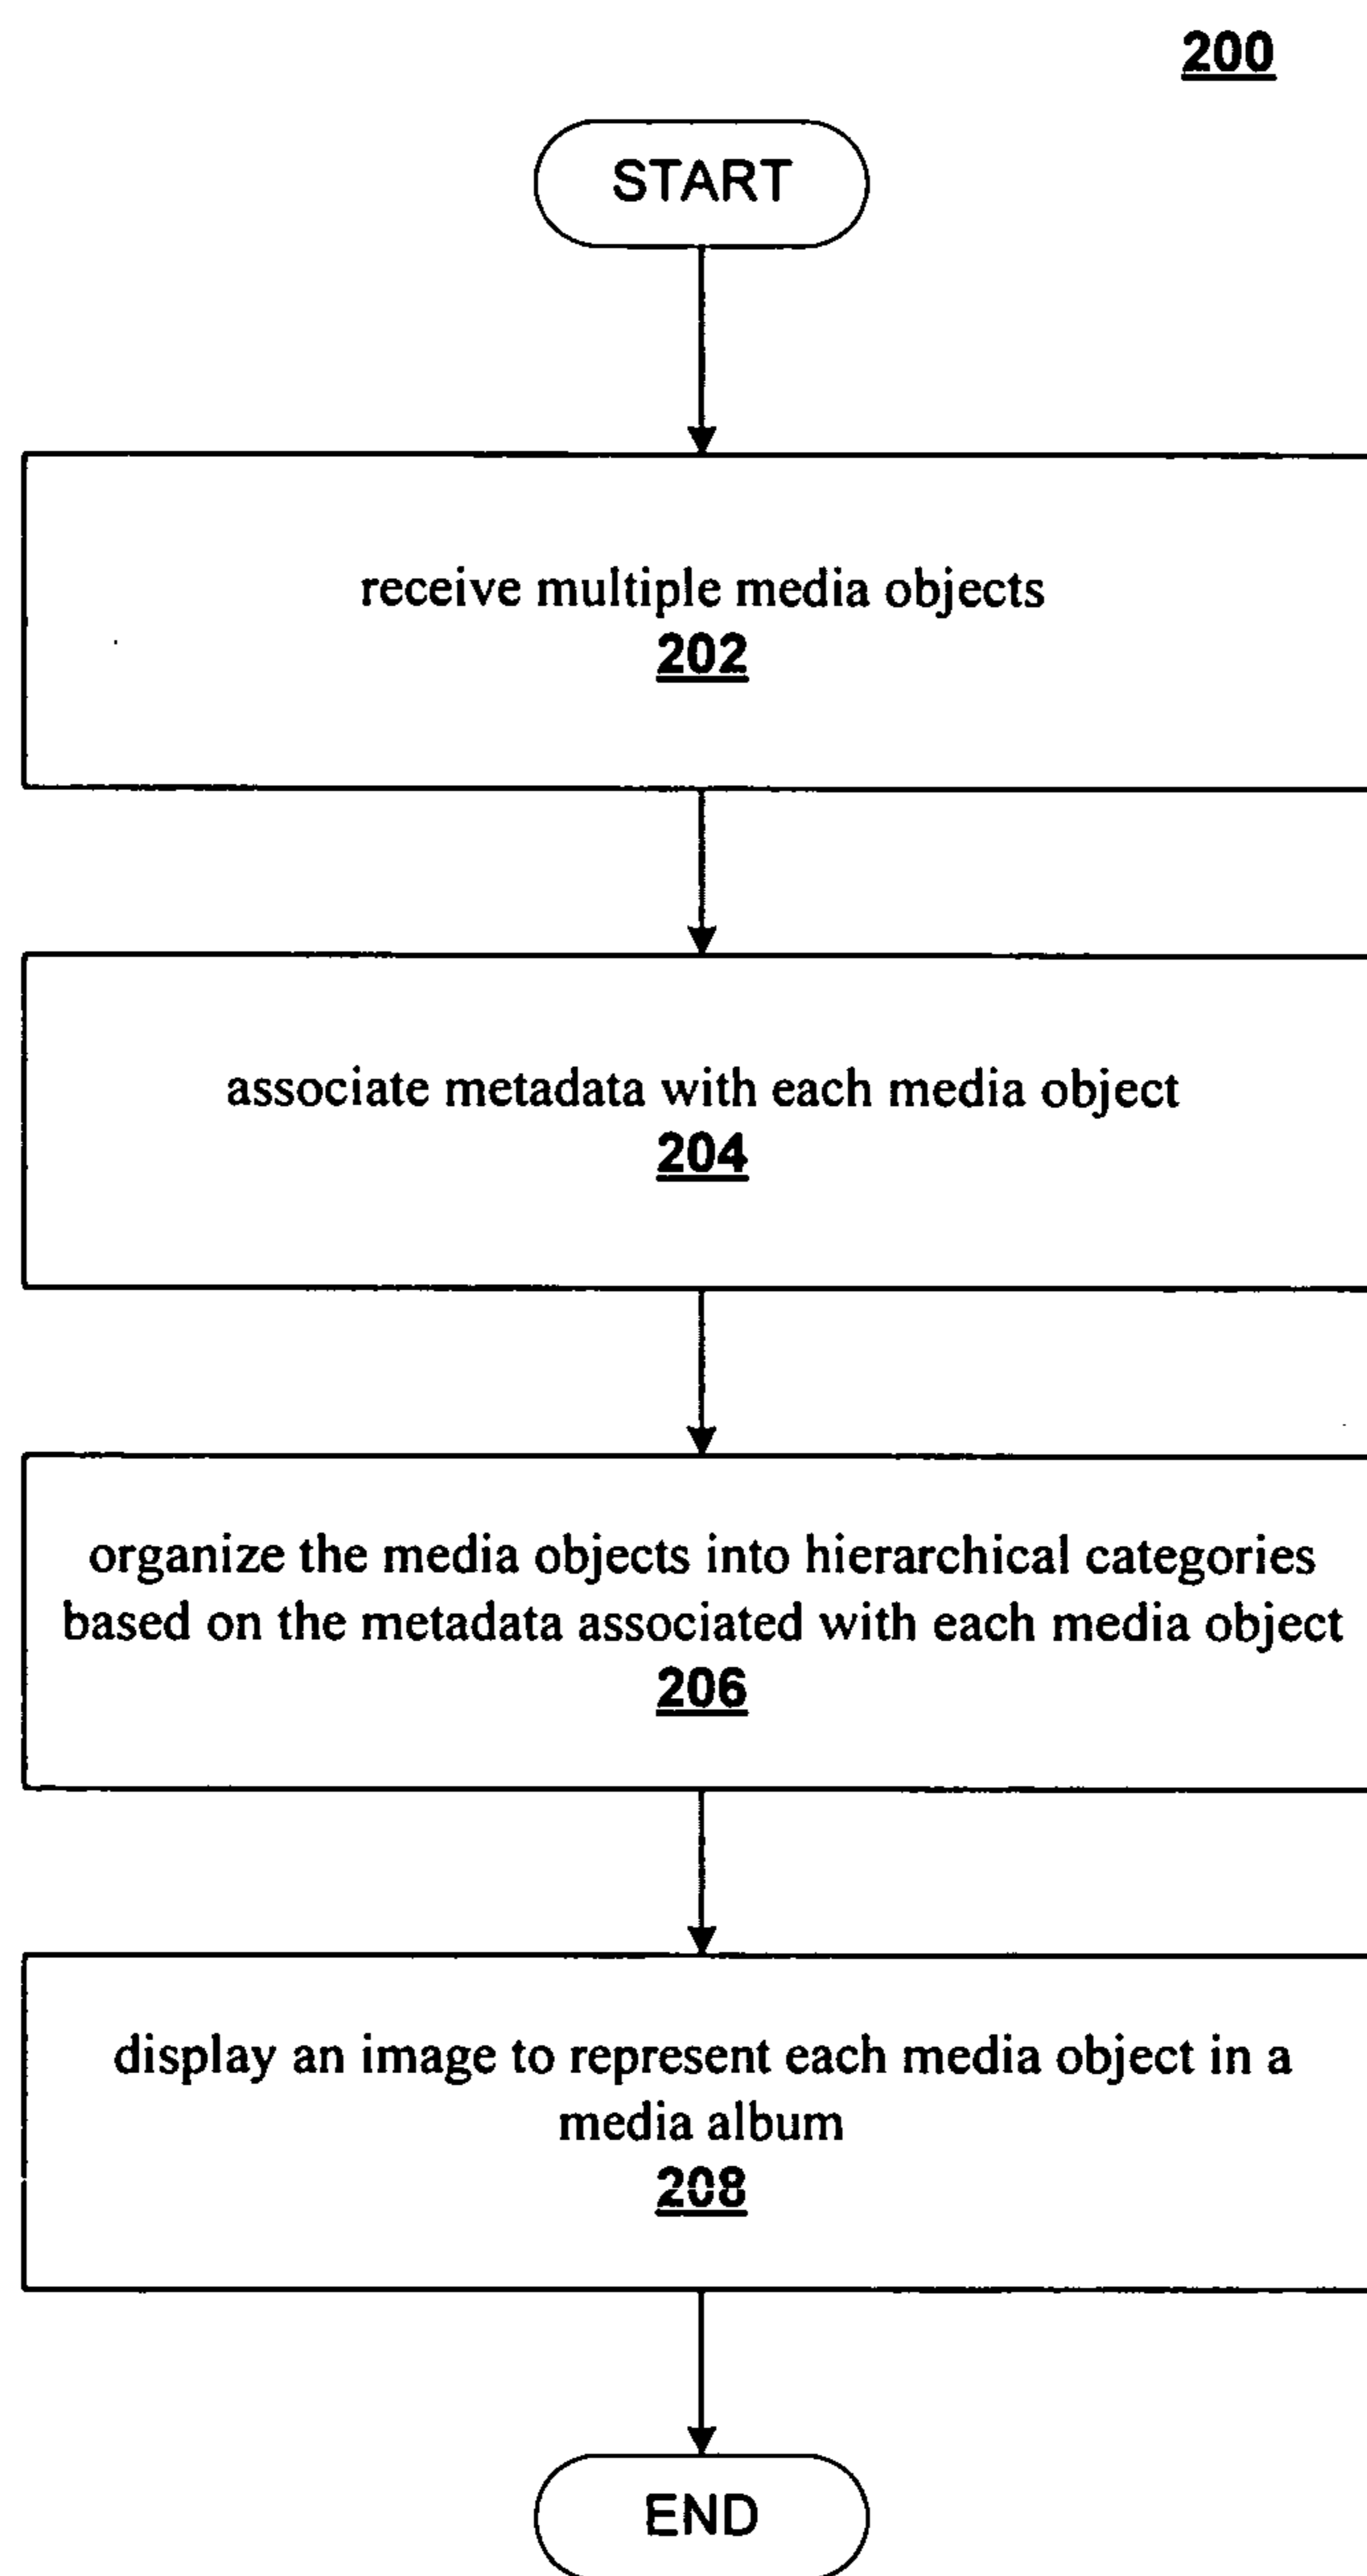 200
START
receive multiple media objects
202
associate metadata with each media object
204
organize the media objects into hierarchical categories
based on the metadata associated with each media object
206
display an image to represent each media object in a
media album
208
END